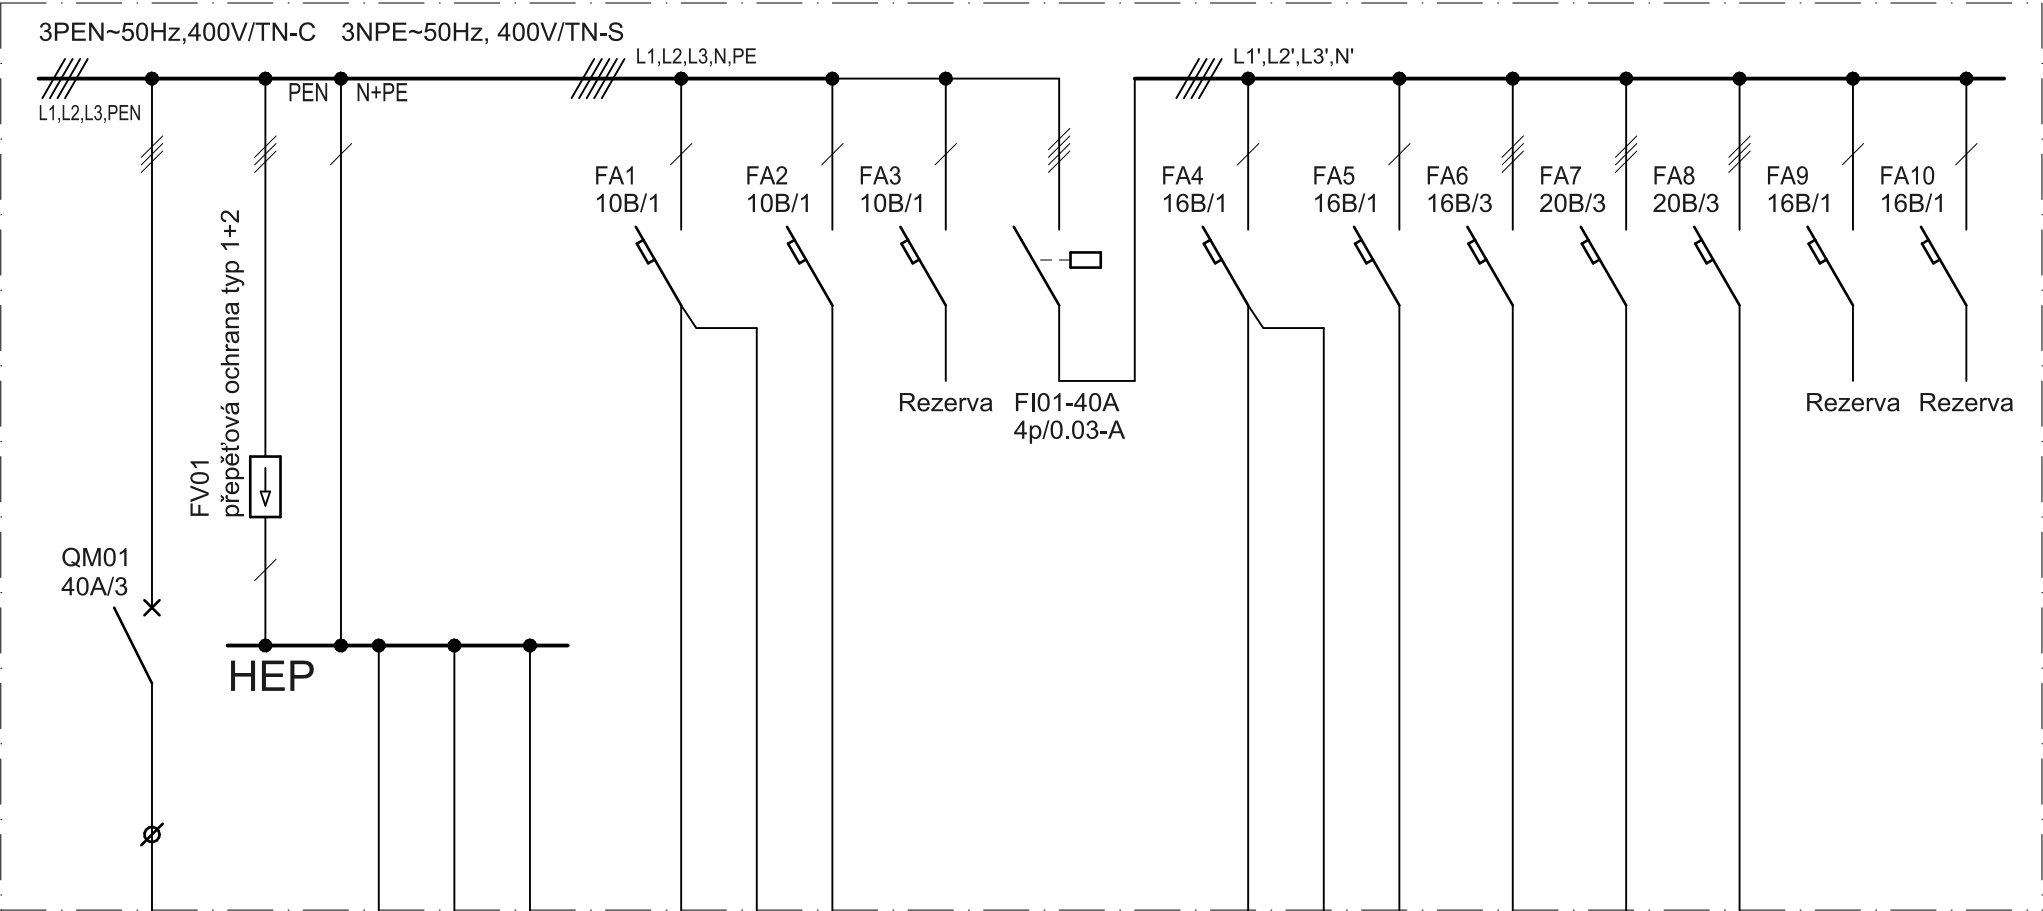 3PEN~50Hz,400V/TN-C 3NPE~50Hz, 400V/TN-S
L1,L2,L3,N,PE
L1',L2',L3',N'
PEN
N+PE
L1,L2,L3,PEN
FA1
10B/1
FA2
10B/1
FA3
10B/1
FA4
16B/1
FA5
16B/1
FA6
16B/3
FA7
20B/3
FA8
20B/3
FA9
16B/1
FA10
16B/1
FV01
přepěťová ochrana typ 1+2
Rezerva
FI01-40A
4p/0.03-A
Rezerva
Rezerva
QM01
40A/3
HEP